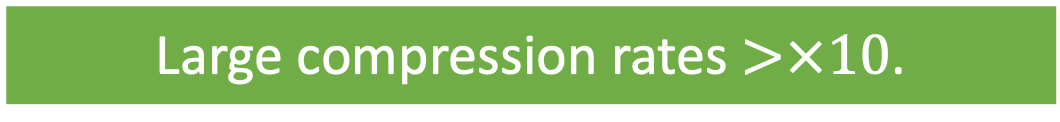 Large compression rates >×10.